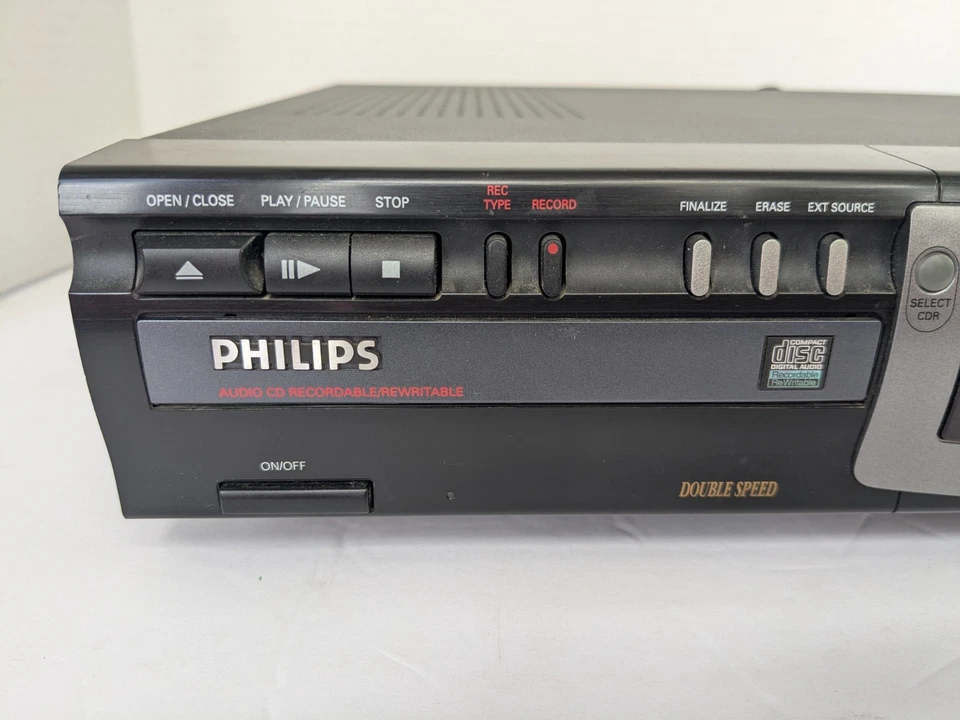 OPEN / CLOSE
PLAY / PAUSE
STOP
REC
TYPE
RECORD
FINALIZE
ERASE
EXT SOURCE
SELECT
CDR
PHILIPS
AUDIO CD RECORDABLE/REWRITABLE
COMPACT
disc
DIGITAL AUDIO
Recordable
ReWritable
ON/OFF
DOUBLE SPEED